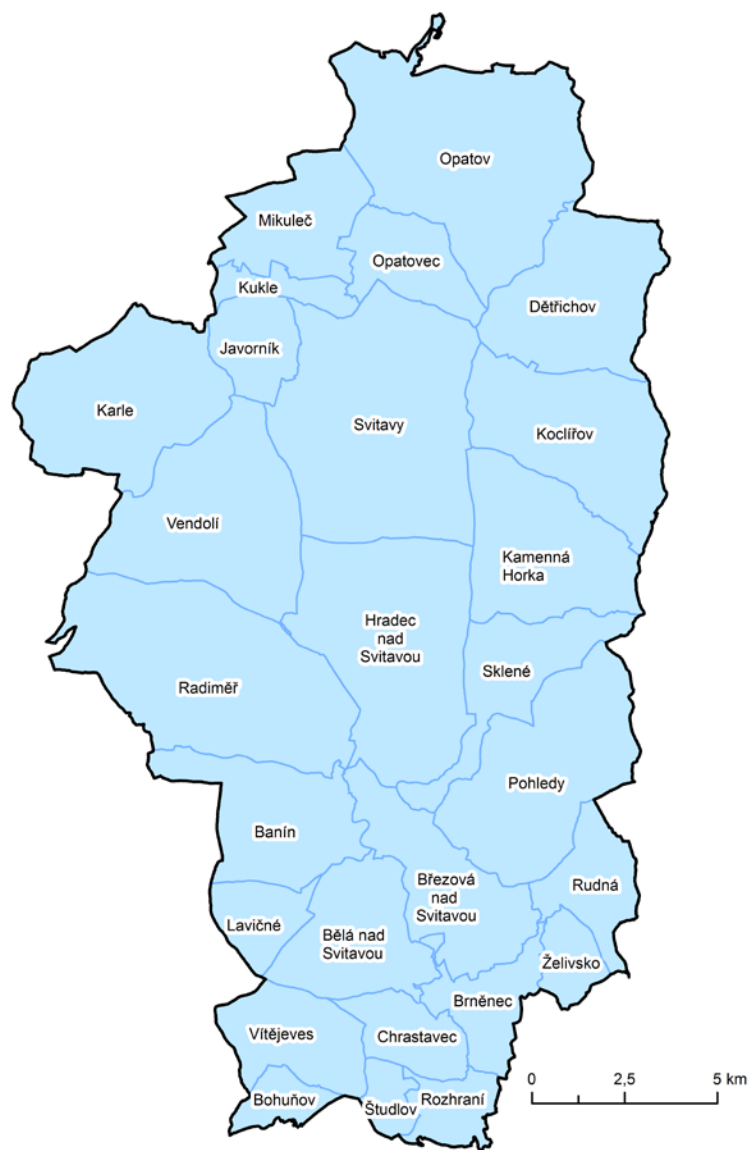 Opatov
Mikuleč
Opatovec
Kukle
Dětřichov
Javorník
Karle
Svitavy
Koclířov
Vendolí
Kamenná
Horka
Hradec
nad
Svitavou
Sklené
Radiměř
Pohledy
Banín
Březová
nad
Svitavou
Rudná
Lavičné
Bělá nad
Svitavou
Želivsko
Brněnec
Vítějeves
Chrastavec
Bohuňov
Študlov
Rozhraní
0 2,5 5 km